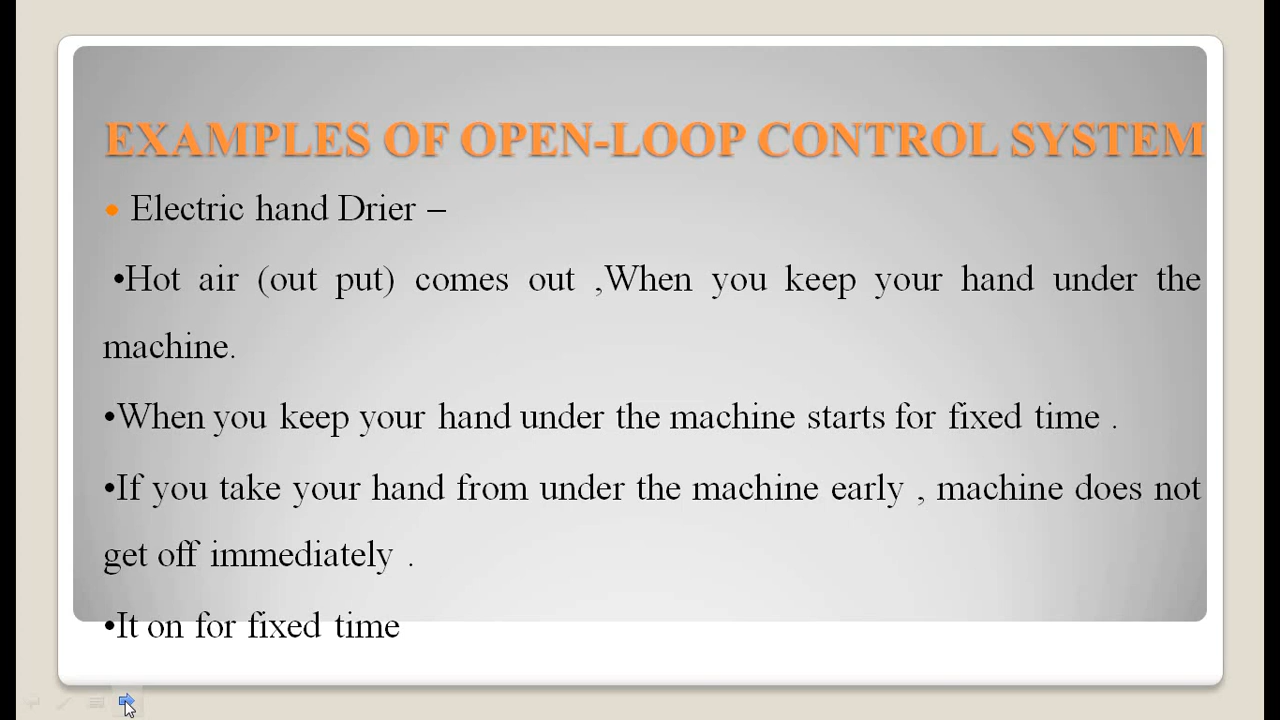 EXAMPLES OF OPEN-LOOP CONTROL SYSTEM
• Electric hand Drier –
•Hot air (out put) comes out ,When you keep your hand under the
machine.
•When you keep your hand under the machine starts for fixed time .
•If you take your hand from under the machine early , machine does not
get off immediately .
•It on for fixed time